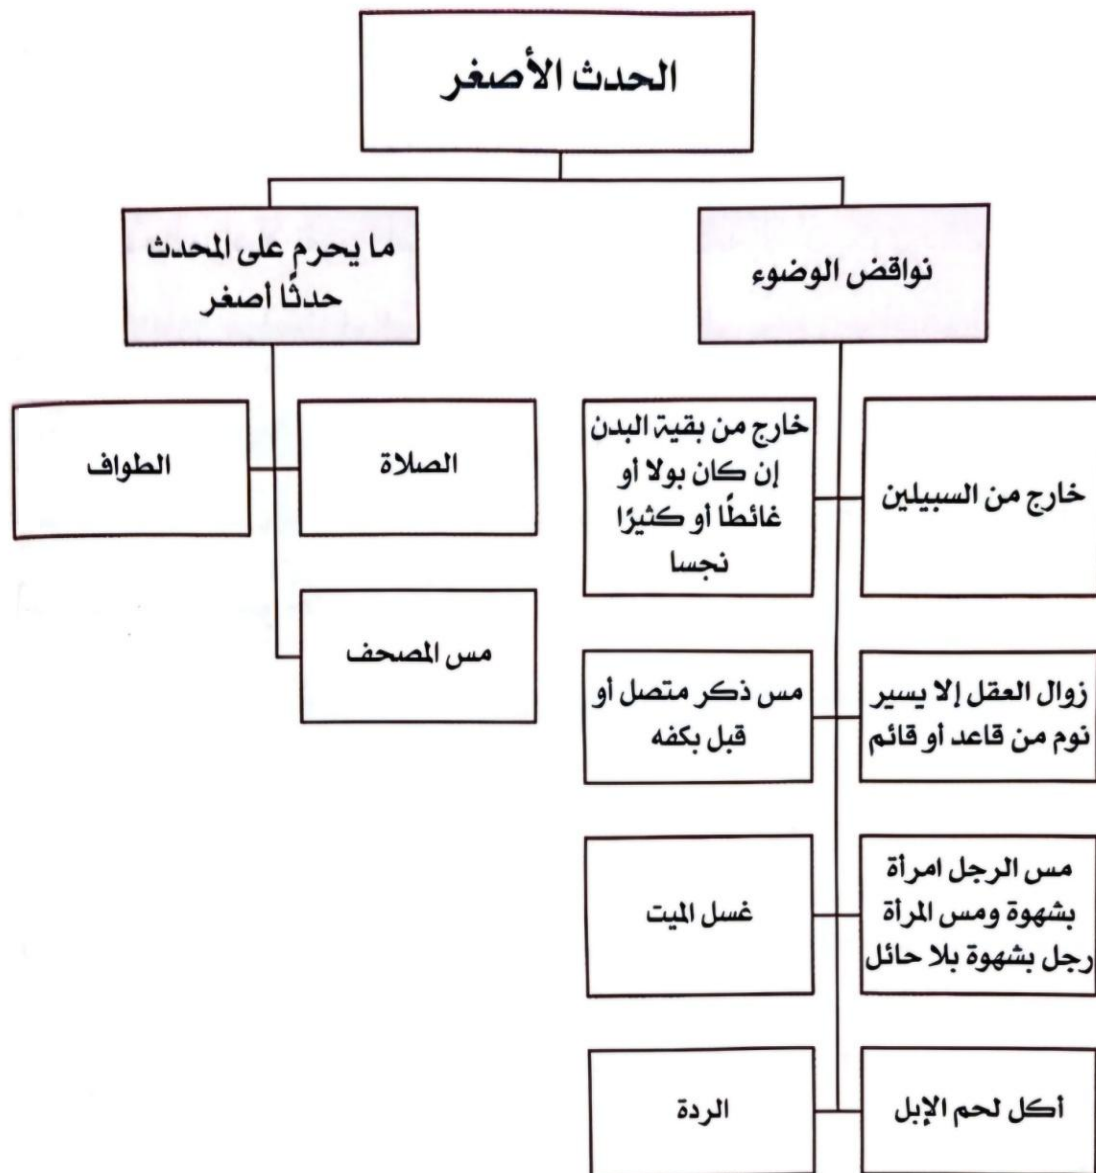 الحدث الأصغر
نواقض الوضوء
ما يحرم على المحدث
حدثًا أصغر
خارج من السبيلين
خارج من بقية البدن
إن كان بولا أو
غائطًا أو كثيرًا
نجسا
زوال العقل إلا يسير
نوم من قاعد أو قائم
مس ذكر متصل أو
قبل بكفه
مس الرجل امرأة
بشهوة ومس المرأة
رجل بشهوة بلا حائل
غسل الميت
أكل لحم الإبل
الردة
الصلاة
الطواف
مس المصحف